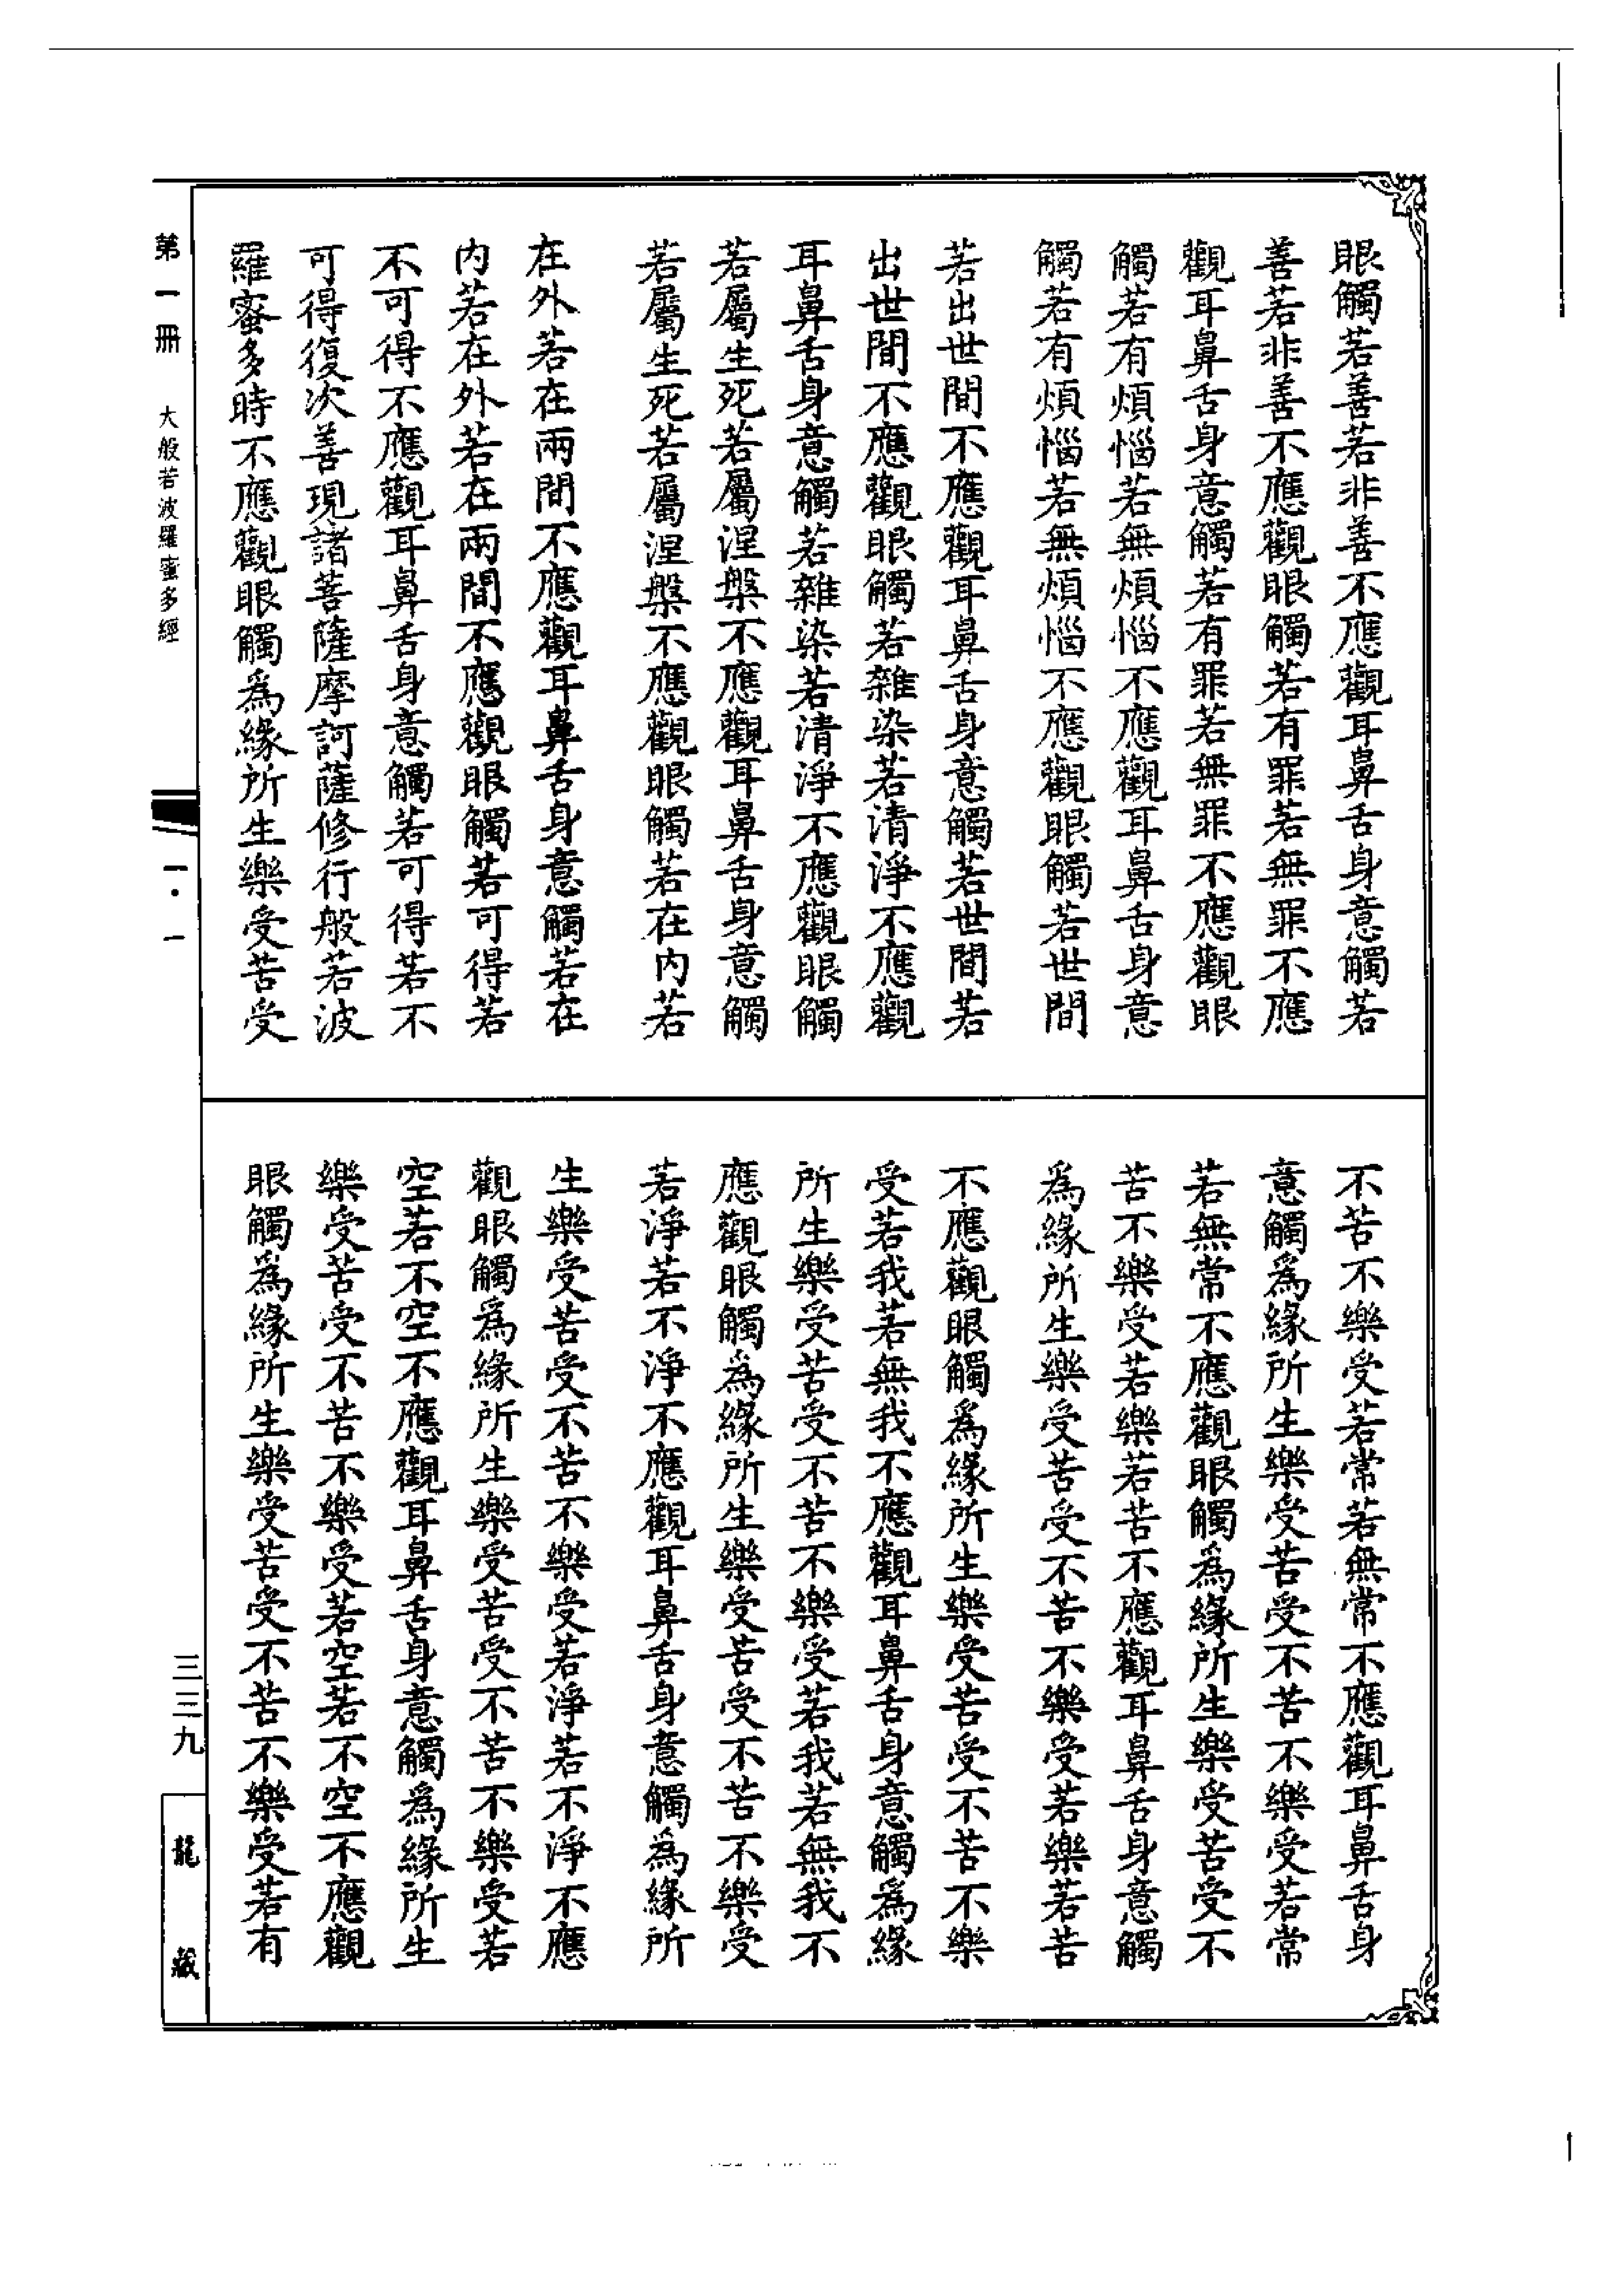 眼觸若善若非善不應觀耳鼻舌身意觸若
善若非善不應觀眼觸若有罪若無罪不應
觀耳鼻舌身意觸若有罪若無罪不應觀眼
觸若有煩惱若無煩惱不應觀耳鼻舌身意
觸若有煩惱若無煩惱不應觀眼觸若世間
若出世間不應觀耳鼻舌身意觸若世間若
出世間不應觀眼觸若雜染若清淨不應觀
耳鼻舌身意觸若雜染若清淨不應觀眼觸
若屬生死若屬涅槃不應觀耳鼻舌身意觸
若屬生死若屬涅槃不應觀眼觸若在內若
在外若在兩間不應觀耳鼻舌身意觸若在
內若在外若在兩間不應觀眼觸若可得若
不可得不應觀耳鼻舌身意觸若可得若不
可得復次善現諸菩薩摩訶薩修行般若波
羅蜜多時不應觀眼觸為緣所生樂受苦受
不苦不樂受若常若無常不應觀耳鼻舌身
意觸為緣所生樂受苦受不苦不樂受若常
若無常不應觀眼觸為緣所生樂受苦受不
苦不樂受若樂若苦不應觀耳鼻舌身意觸
為緣所生樂受苦受不苦不樂受若樂若苦
不應觀眼觸為緣所生樂受苦受不苦不樂
受若我若無我不應觀耳鼻舌身意觸為緣
所生樂受苦受不苦不樂受若我若無我不
應觀眼觸為緣所生樂受苦受不苦不樂受
若淨若不淨不應觀耳鼻舌身意觸為緣所
生樂受苦受不苦不樂受若淨若不淨不應
觀眼觸為緣所生樂受苦受不苦不樂受若
空若不空不應觀耳鼻舌身意觸為緣所生
樂受苦受不苦不樂受若空若不空不應觀
眼觸為緣所生樂受苦受不苦不樂受若有
第一冊 大般若波羅蜜多經
一·一
三三九
龍藏